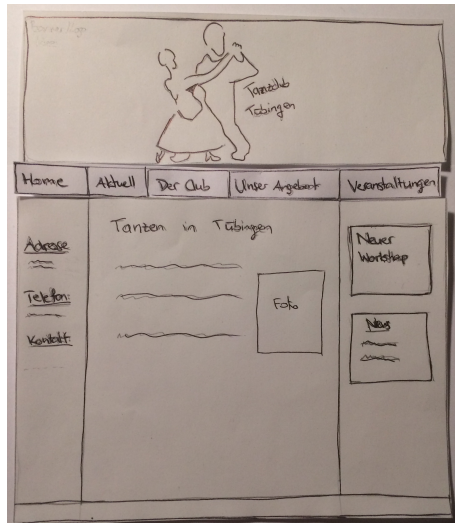 Tanzclub
Tübingen
Home
Aktuell
Der Club
Unser Angebot
Veranstaltungen
Adresse
Telefon:
Kontakt:
Tanzen in Tübingen
Foto
Neuer
Workshop
News